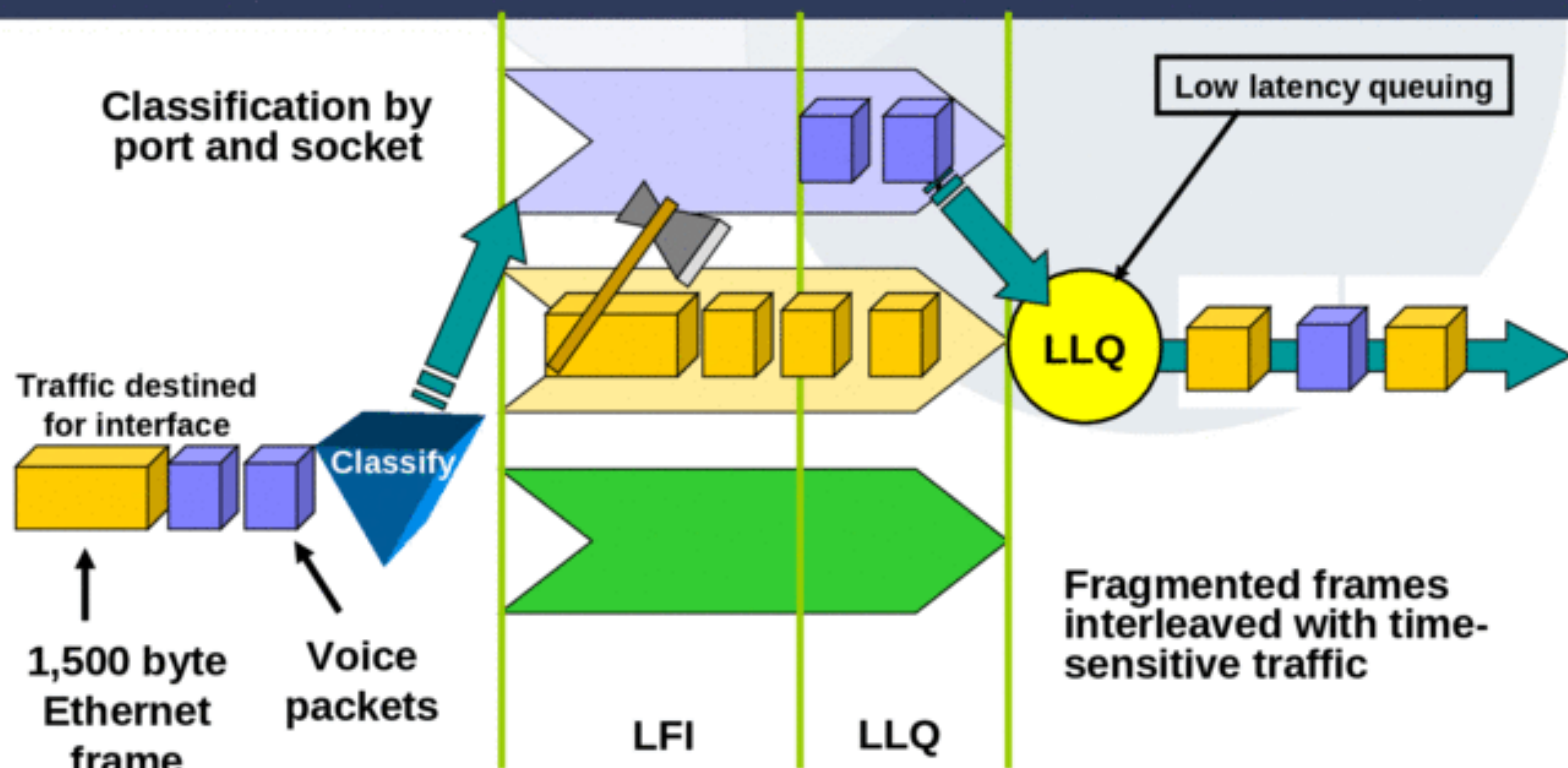 Classification by
port and socket
Low latency queuing
LLQ
Traffic destined
for interface
Classify
1,500 byte
Ethernet
frame
Voice
packets
LFI
LLQ
Fragmented frames
interleaved with time-
sensitive traffic